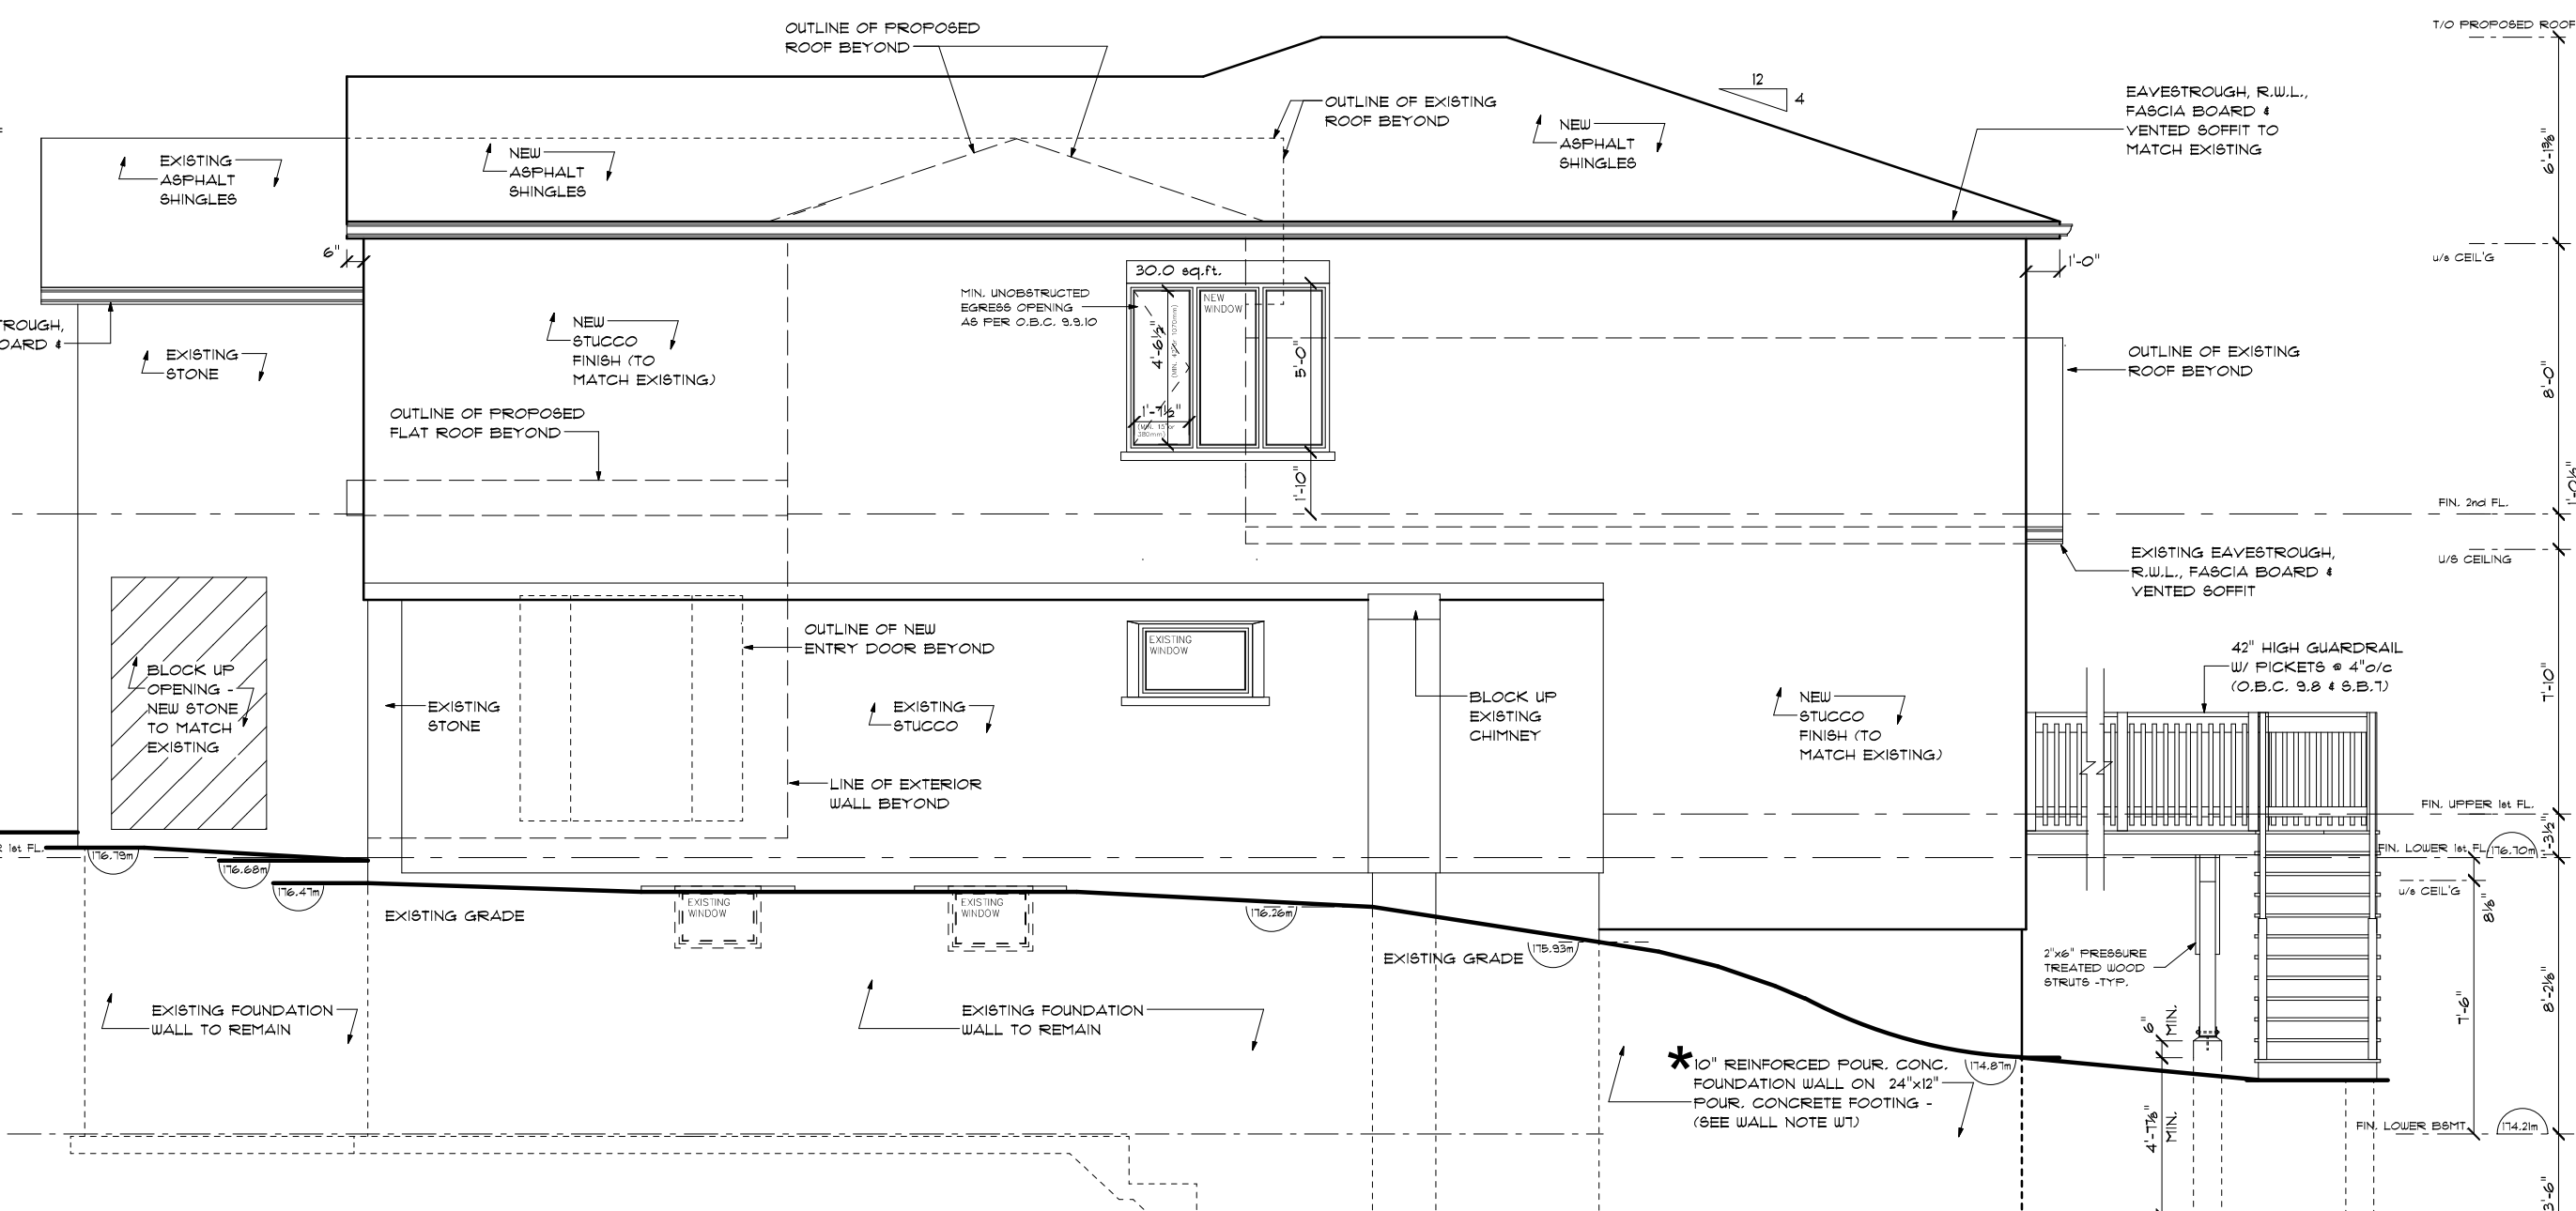 OUTLINE OF PROPOSED
ROOF BEYOND
T/O PROPOSED ROOF
12
4
OUTLINE OF EXISTING
ROOF BEYOND
EAVESTROUGH, R.W.L.,
FASCIA BOARD &
VENTED SOFFIT TO
MATCH EXISTING
EXISTING
ASPHALT
SHINGLES
NEW
ASPHALT
SHINGLES
NEW
ASPHALT
SHINGLES
6'-1⅜"
6"
1'-0"
u/s CEIL'G
30.0 sq.ft.
MIN. UNOBSTRUCTED
EGRESS OPENING
AS PER O.B.C. 9.9.10
NEW
WINDOW
4'-6½"
5'-0"
1'-7½"
1'-10"
TROUGH,
OARD &
EXISTING
STONE
NEW
STUCCO
FINISH (TO
MATCH EXISTING)
OUTLINE OF EXISTING
ROOF BEYOND
8'-0"
OUTLINE OF PROPOSED
FLAT ROOF BEYOND
FIN. 2nd FL.
1'-0⅛"
U/S CEILING
EXISTING EAVESTROUGH,
R.W.L., FASCIA BOARD &
VENTED SOFFIT
OUTLINE OF NEW
ENTRY DOOR BEYOND
EXISTING
WINDOW
42" HIGH GUARDRAIL
W/ PICKETS @ 4"o/c
(O.B.C. 9.8 & S.B.7)
7'-10"
BLOCK UP
OPENING -
NEW STONE
TO MATCH
EXISTING
EXISTING
STONE
EXISTING
STUCCO
BLOCK UP
EXISTING
CHIMNEY
NEW
STUCCO
FINISH (TO
MATCH EXISTING)
LINE OF EXTERIOR
WALL BEYOND
FIN. UPPER 1st FL.
1'-3½"
1st FL.
176.79m
FIN. LOWER 1st FL.
176.70m
176.68m
u/s CEIL'G
8⅛"
176.47m
EXISTING GRADE
EXISTING
WINDOW
EXISTING
WINDOW
176.26m
175.93m
EXISTING GRADE
2"x6" PRESSURE
TREATED WOOD
STRUTS -TYP.
7'-6"
8'-2⅛"
EXISTING FOUNDATION
WALL TO REMAIN
EXISTING FOUNDATION
WALL TO REMAIN
6"
MIN.
*10" REINFORCED POUR. CONC.
FOUNDATION WALL ON 24"x12"
POUR. CONCRETE FOOTING -
(SEE WALL NOTE W7)
174.87m
4'-7⅞"
MIN.
FIN. LOWER BSMT.
174.21m
3'-6"